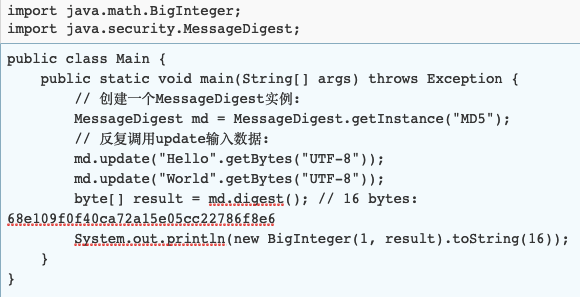 import java.math.BigInteger;
import java.security.MessageDigest;
public class Main {
    public static void main(String[] args) throws Exception {
        // 创建一个MessageDigest实例:
        MessageDigest md = MessageDigest.getInstance("MD5");
        // 反复调用update输入数据:
        md.update("Hello".getBytes("UTF-8"));
        md.update("World".getBytes("UTF-8"));
        byte[] result = md.digest(); // 16 bytes:
68e109f0f40ca72a15e05cc22786f8e6
        System.out.println(new BigInteger(1, result).toString(16));
    }
}